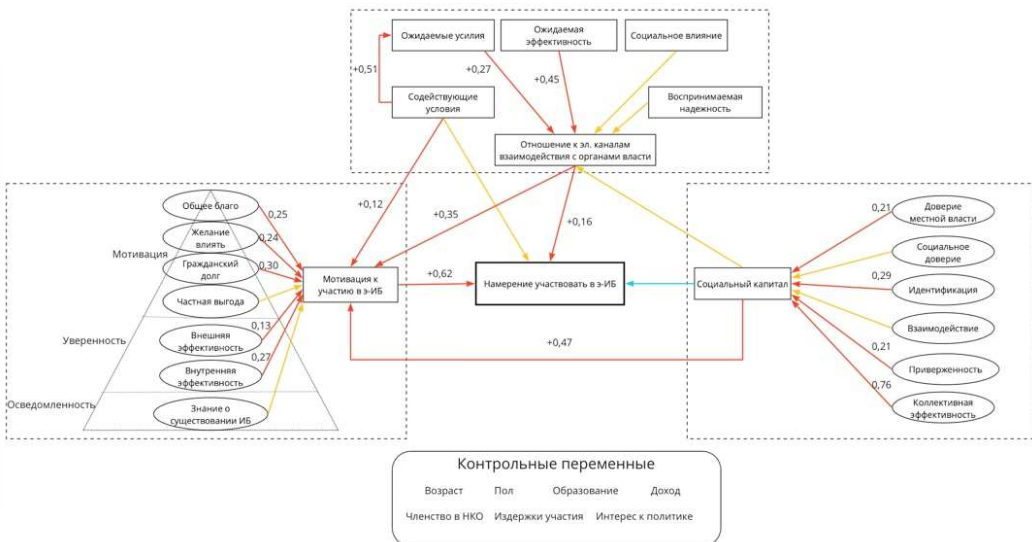 Ожидаемые усилия
Ожидаемая
эффективность
Социальное влияние
+0,51
+0,27
+0,45
Содействующие
условия
Воспринимаемая
надежность
Отношение к эл. каналам
взаимодействия с органами власти
Общее благо
0,25
Желание
влиять
0,24
Мотивация
Гражданский
долг
0,30
Частная выгода
Уверенность
Внешняя
эффективность
0,13
Внутренняя
эффективность
0,27
Осведомленность
Знание о
существовании ИБ
Мотивация к
участию в э-ИБ
+0,12
+0,35
+0,16
+0,62
Намерение участвовать в э-ИБ
+0,47
Социальный капитал
0,21
Доверие
местной власти
Социальное
доверие
0,29
Идентификация
Взаимодействие
0,21
Приверженность
0,76
Коллективная
эффективность
Контрольные переменные
Возраст Пол Образование Доход
Членство в НКО Издержки участия Интерес к политике